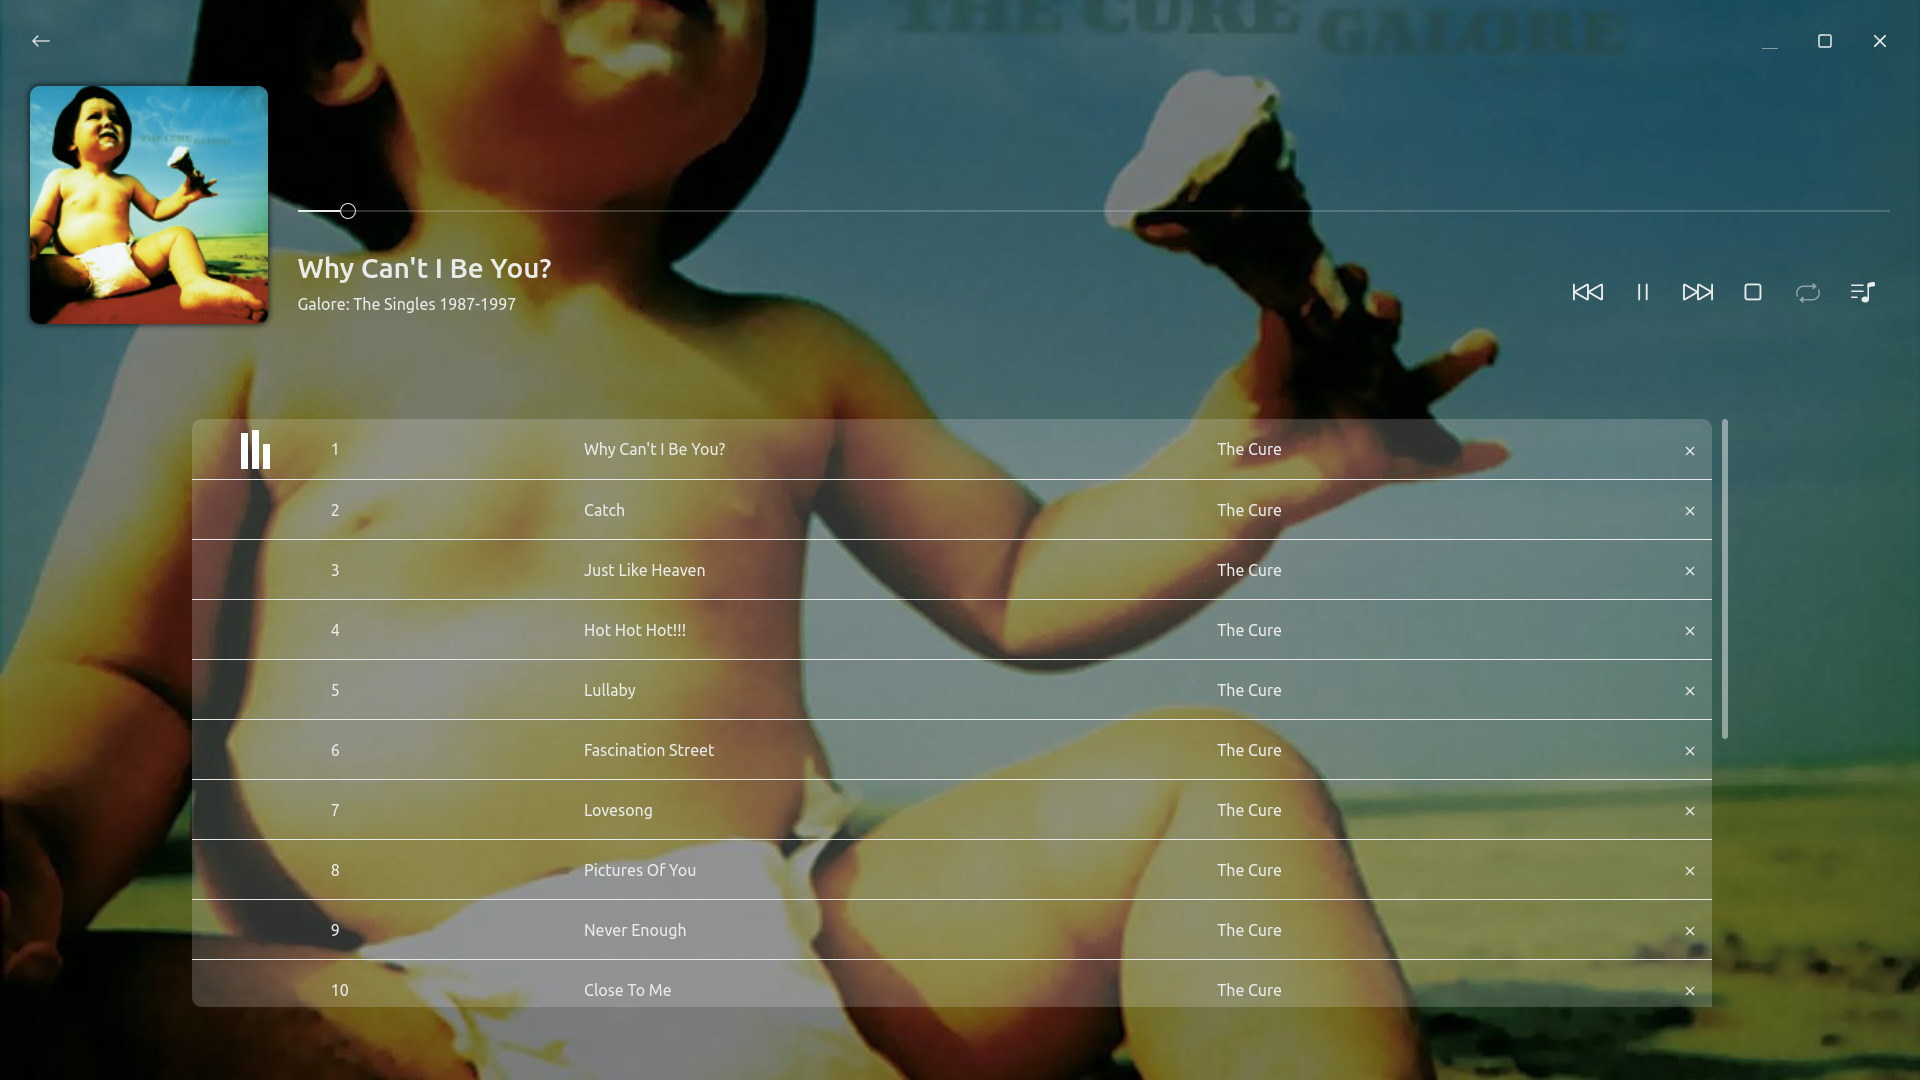 THE CURE GALORE
THE CURE GALORE
Why Can't I Be You?
Galore: The Singles 1987-1997
1 Why Can't I Be You? The Cure
2 Catch The Cure
3 Just Like Heaven The Cure
4 Hot Hot Hot!!! The Cure
5 Lullaby The Cure
6 Fascination Street The Cure
7 Lovesong The Cure
8 Pictures Of You The Cure
9 Never Enough The Cure
10 Close To Me The Cure